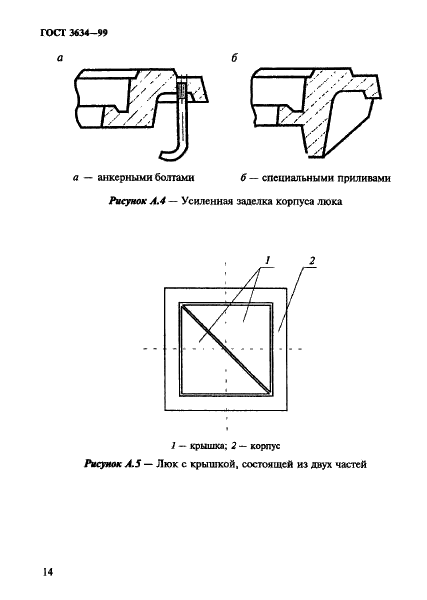 ГОСТ 3634—99
а
б
а — анкерными болтами
б — специальными приливами
Рисунок А.4 — Усиленная заделка корпуса люка
1
2
1 — крышка; 2 — корпус
Рисунок А.5 — Люк с крышкой, состоящей из двух частей
14